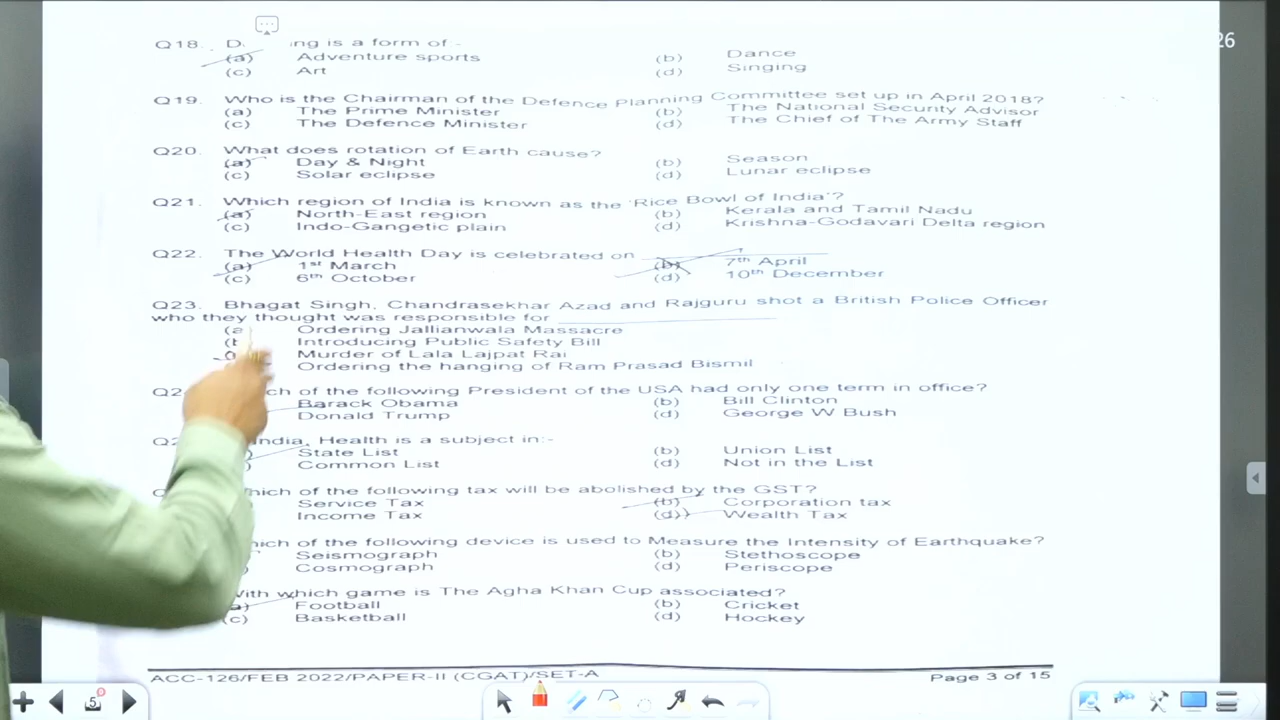 26
Q18. D ing is a form of -
(a) Adventure sports (b) Dance
(c) Art (d) Singing
Q19. Who is the Chairman of the Defence Planning Committee set up in April 2018?
(a) The Prime Minister (b) The National Security Advisor
(c) The Defence Minister (d) The Chief of The Army Staff
Q20. What does rotation of Earth cause?
(a) Day & Night (b) Season
(c) Solar eclipse (d) Lunar eclipse
Q21. Which region of India is known as the 'Rice Bowl of India'?
(a) North-East region (b) Kerala and Tamil Nadu
(c) Indo-Gangetic plain (d) Krishna-Godavari Delta region
Q22. The World Health Day is celebrated on
(a) 1st March (b) 7th April
(c) 6th October (d) 10th December
Q23. Bhagat Singh, Chandrasekhar Azad and Rajguru shot a British Police Officer
who they thought was responsible for
(a Ordering Jallianwala Massacre
Introducing Public Safety Bill
Murder of Lala Lajpat Rai
Ordering the hanging of Ram Prasad Bismil
Q2 ch of the following President of the USA had only one term in office?
Barack Obama (b) Bill Clinton
Donald Trump (d) George W Bush
Q2 India, Health is a subject in:-
State List (b) Union List
Common List (d) Not in the List
hich of the following tax will be abolished by the GST?
Service Tax (b) Corporation tax
Income Tax (d) Wealth Tax
hich of the following device is used to Measure the Intensity of Earthquake?
Seismograph (b) Stethoscope
Cosmograph (d) Periscope
With which game is The Agha Khan Cup associated?
(a) Football (b) Cricket
(c) Basketball (d) Hockey
ACC-126/FEB 2022/PAPER-II (CGAT)/SET-A Page 3 of 15
5